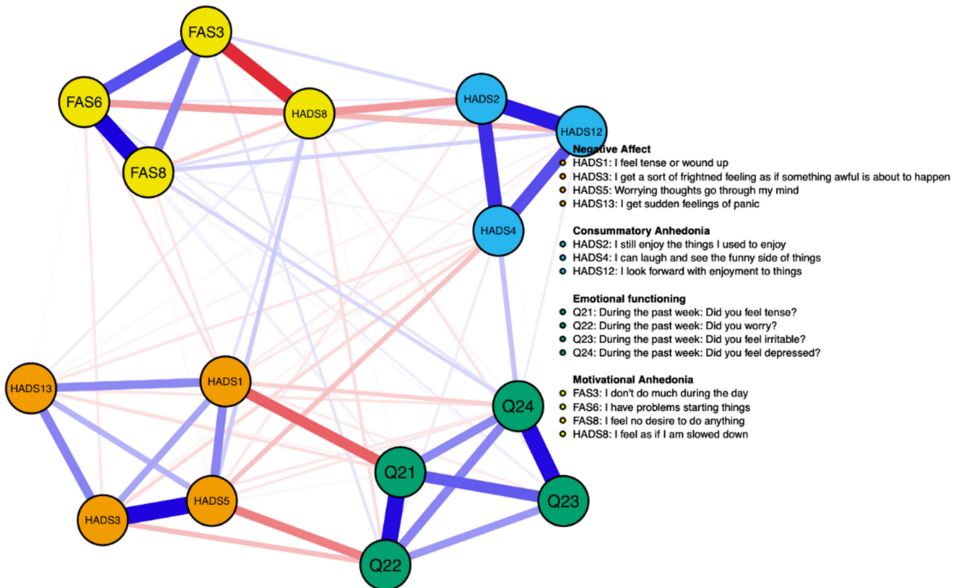 FAS3
FAS6
HADS8
FAS8
HADS2
HADS12
HADS4
Negative Affect
HADS1: I feel tense or wound up
HADS3: I get a sort of frightned feeling as if something awful is about to happen
HADS5: Worrying thoughts go through my mind
HADS13: I get sudden feelings of panic
Consummatory Anhedonia
HADS2: I still enjoy the things I used to enjoy
HADS4: I can laugh and see the funny side of things
HADS12: I look forward with enjoyment to things
Emotional functioning
Q21: During the past week: Did you feel tense?
Q22: During the past week: Did you worry?
Q23: During the past week: Did you feel irritable?
Q24: During the past week: Did you feel depressed?
Motivational Anhedonia
FAS3: I don't do much during the day
FAS6: I have problems starting things
FAS8: I feel no desire to do anything
HADS8: I feel as if I am slowed down
HADS13
HADS1
Q24
Q21
HADS5
Q23
HADS3
Q22